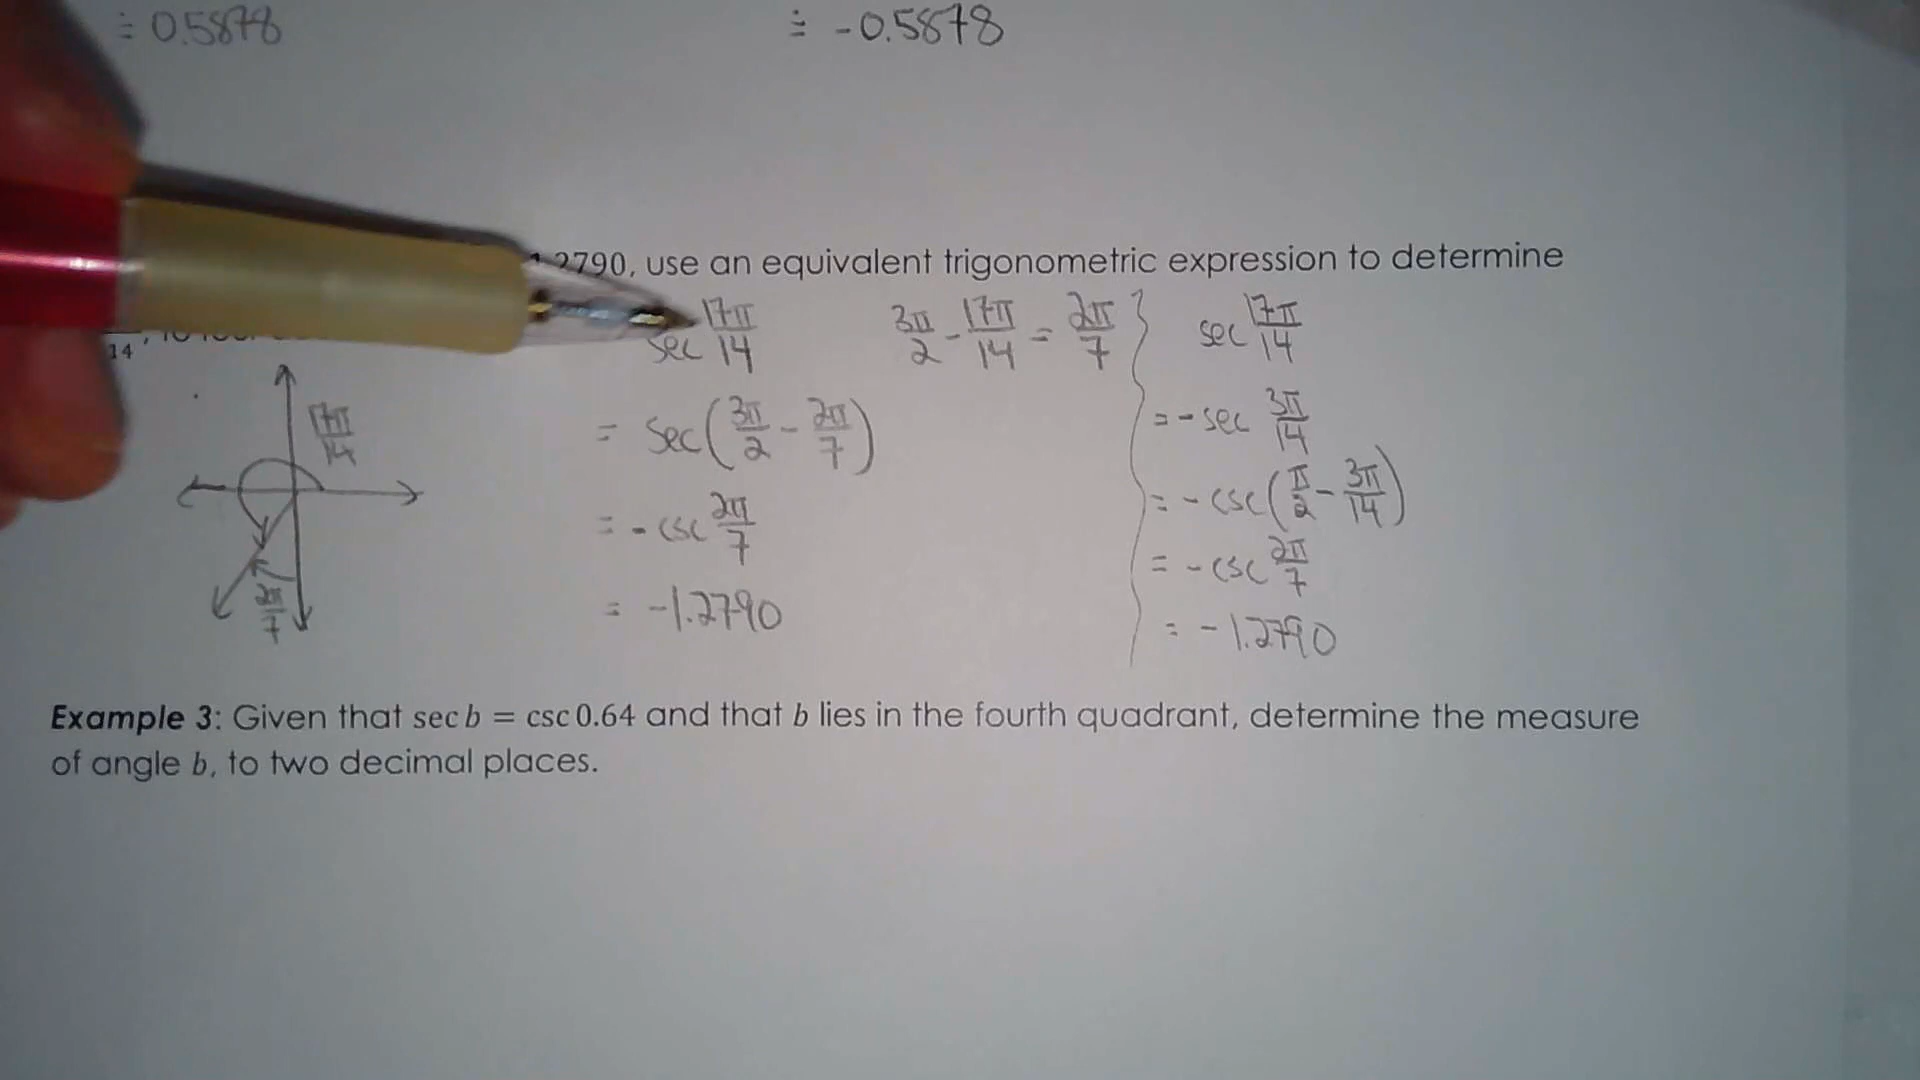 ≐ 0.5878
≐ -0.5878
.2790, use an equivalent trigonometric expression to determine
14
sec 17π/14
= sec(3π/2 - 2π/7)
= -csc 2π/7
= -1.2790
3π/2 - 17π/14 = 2π/7
sec 17π/14
= -sec 3π/14
= -csc(π/2 - 3π/14)
= -csc 2π/7
= -1.2790
17π/14
2π/7
Example 3: Given that sec b = csc 0.64 and that b lies in the fourth quadrant, determine the measure
of angle b, to two decimal places.